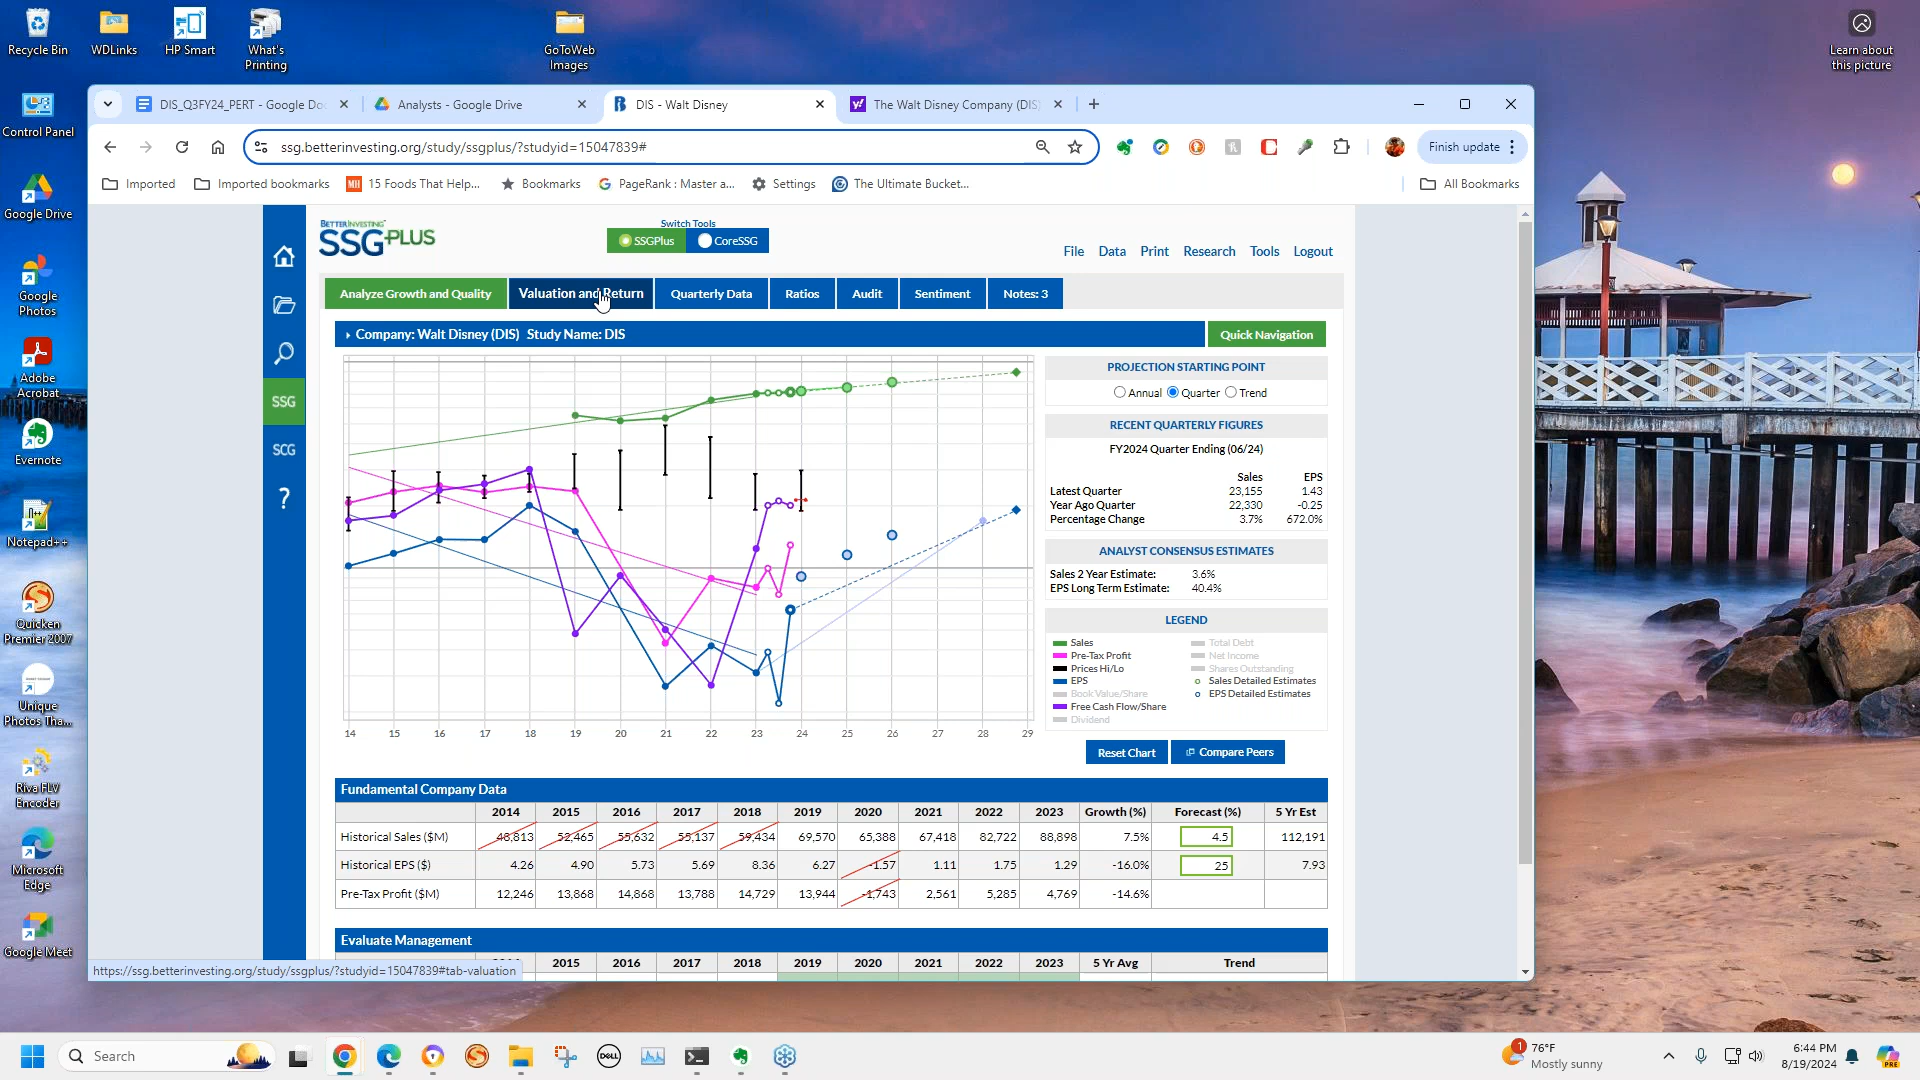 Recycle Bin
WDLinks
HP Smart
What's
Printing
GoToWeb
Images
Learn about
this picture
Control Panel
Google Drive
Google
Photos
Adobe
Acrobat
Evernote
Notepad++
Quicken
Premier 2007
Unique
Photos Tha...
Riva FLV
Encoder
Microsoft
Edge
Google Meet
DIS_Q3FY24_PERT - Google Do
Analysts - Google Drive
DIS - Walt Disney
The Walt Disney Company (DIS)
ssg.betterinvesting.org/study/ssgplus/?studyid=15047839#
Finish update
Imported
Imported bookmarks
MH 15 Foods That Help...
Bookmarks
PageRank : Master a...
Settings
The Ultimate Bucket...
All Bookmarks
BETTERINVESTING™
SSGPLUS
Switch Tools
SSGPlus
CoreSSG
File Data Print Research Tools Logout
SSG
SCG
?
Analyze Growth and Quality
Valuation and Return
Quarterly Data
Ratios
Audit
Sentiment
Notes: 3
Company: Walt Disney (DIS) Study Name: DIS
Quick Navigation
14 15 16 17 18 19 20 21 22 23 24 25 26 27 28 29
PROJECTION STARTING POINT
Annual Quarter Trend
RECENT QUARTERLY FIGURES
FY2024 Quarter Ending (06/24)
Sales EPS
Latest Quarter 23,155 1.43
Year Ago Quarter 22,330 -0.25
Percentage Change 3.7% 672.0%
ANALYST CONSENSUS ESTIMATES
Sales 2 Year Estimate: 3.6%
EPS Long Term Estimate: 40.4%
LEGEND
Sales Total Debt
Pre-Tax Profit Net Income
Prices Hi/Lo Shares Outstanding
EPS Sales Detailed Estimates
Book Value/Share EPS Detailed Estimates
Free Cash Flow/Share
Dividend
Reset Chart
Compare Peers
Fundamental Company Data
2014 2015 2016 2017 2018 2019 2020 2021 2022 2023 Growth (%) Forecast (%) 5 Yr Est
Historical Sales ($M) 48,813 52,465 55,632 55,137 59,434 69,570 65,388 67,418 82,722 88,898 7.5% 4.5 112,191
Historical EPS ($) 4.26 4.90 5.73 5.69 8.36 6.27 -1.57 1.11 1.75 1.29 -16.0% 25 7.93
Pre-Tax Profit ($M) 12,246 13,868 14,868 13,788 14,729 13,944 -1,743 2,561 5,285 4,769 -14.6%
Evaluate Management
2015 2016 2017 2018 2019 2020 2021 2022 2023 5 Yr Avg Trend
https://ssg.betterinvesting.org/study/ssgplus/?studyid=15047839#tab-valuation
Search
DELL
1
76°F
Mostly sunny
6:44 PM
8/19/2024
PRE